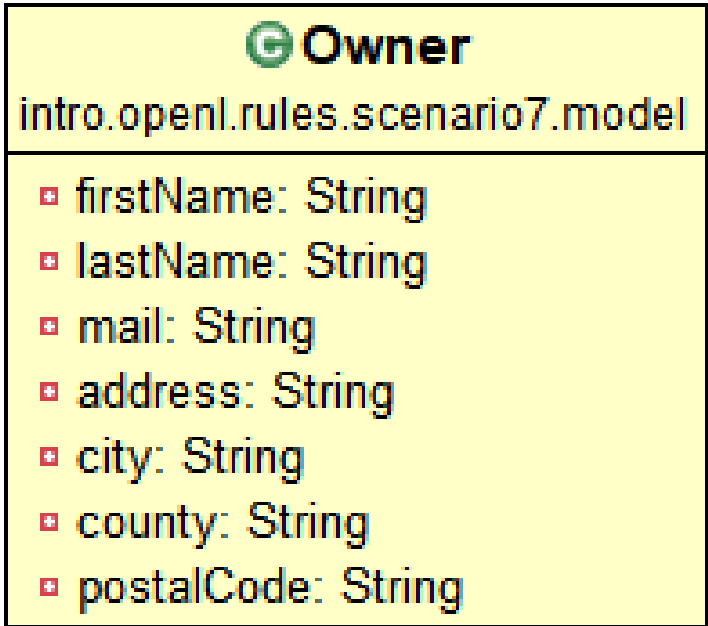 C Owner
intro.openl.rules.scenario7.model
firstName: String
lastName: String
mail: String
address: String
city: String
county: String
postalCode: String